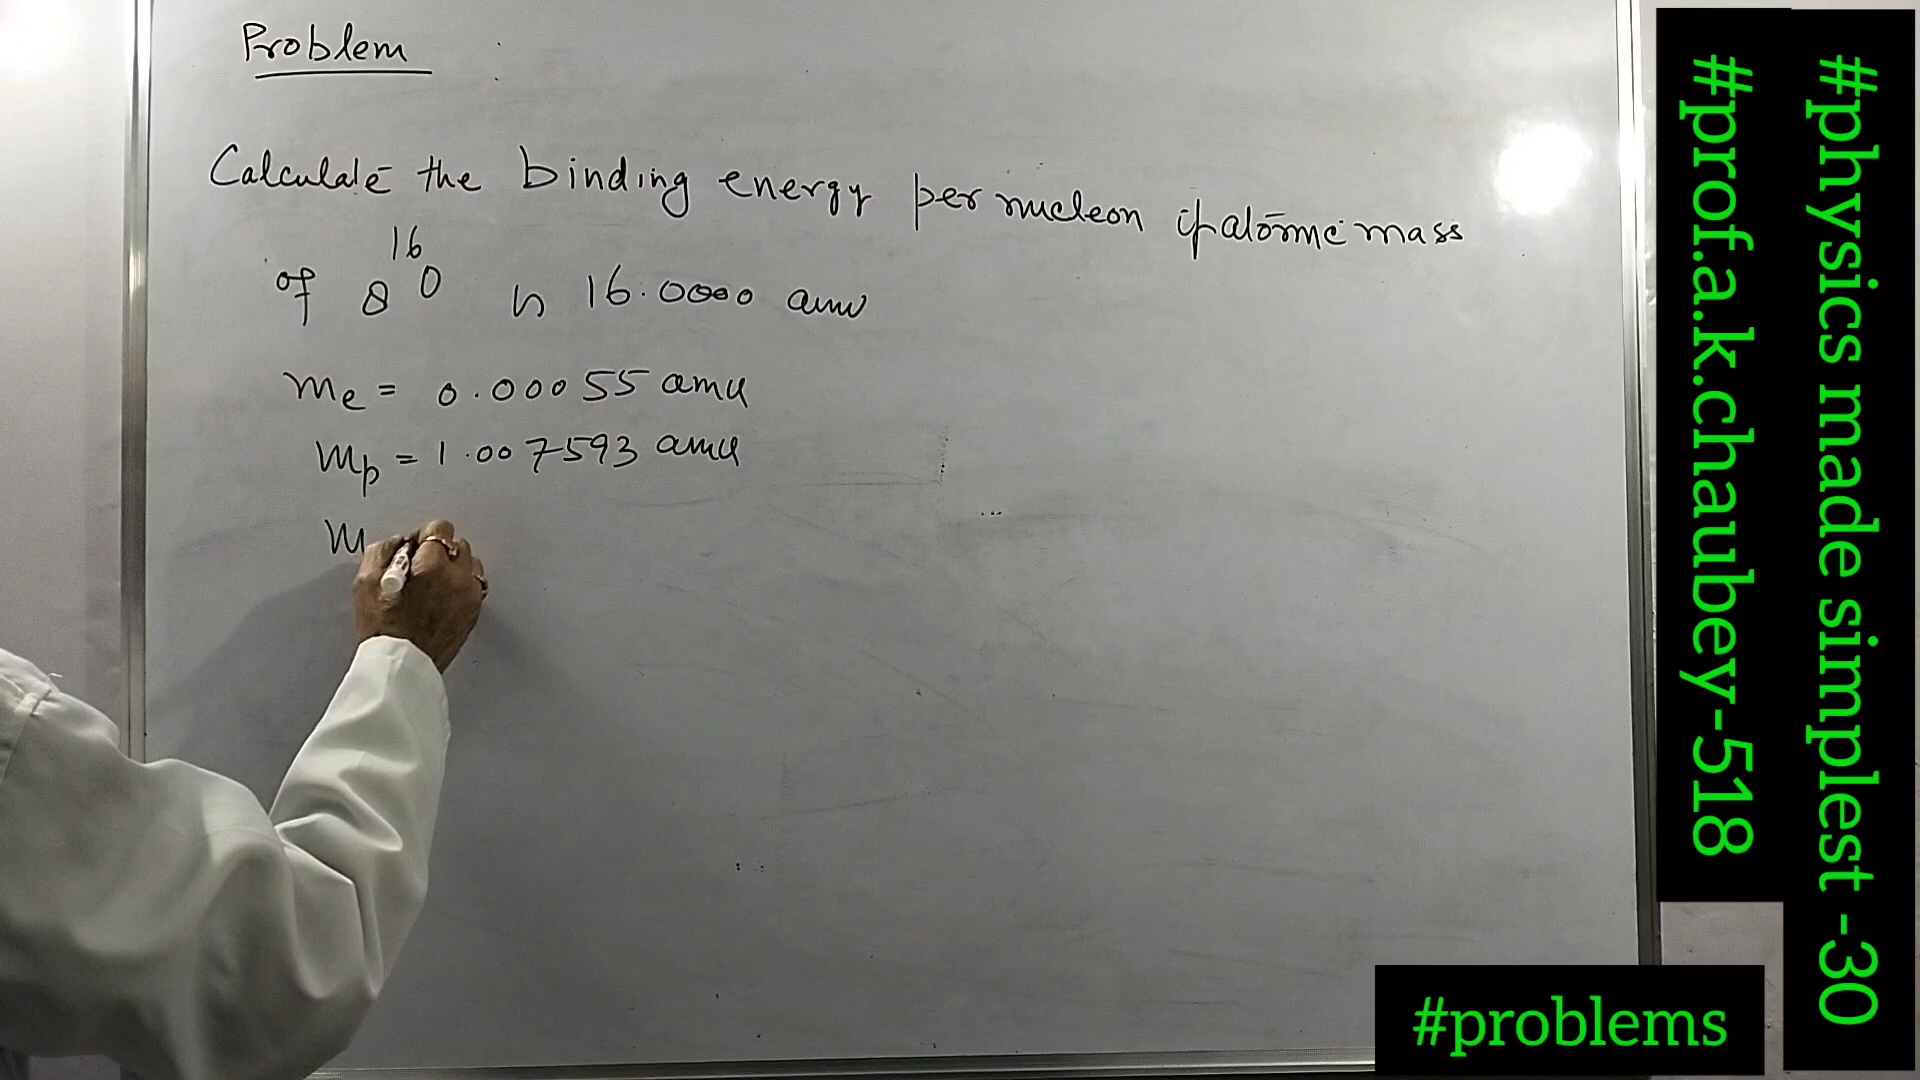 Problem
Calculate the binding energy per nucleon if atomic mass
16
of 8 O is 16.0000 amu
me = 0.00055 amu
mp = 1.007593 amu
m
#physics made simplest -30
#prof.a.k.chaubey-518
#problems